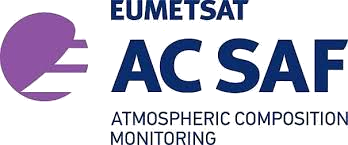 EUMETSAT
AC SAF
ATMOSPHERIC COMPOSITION
MONITORING